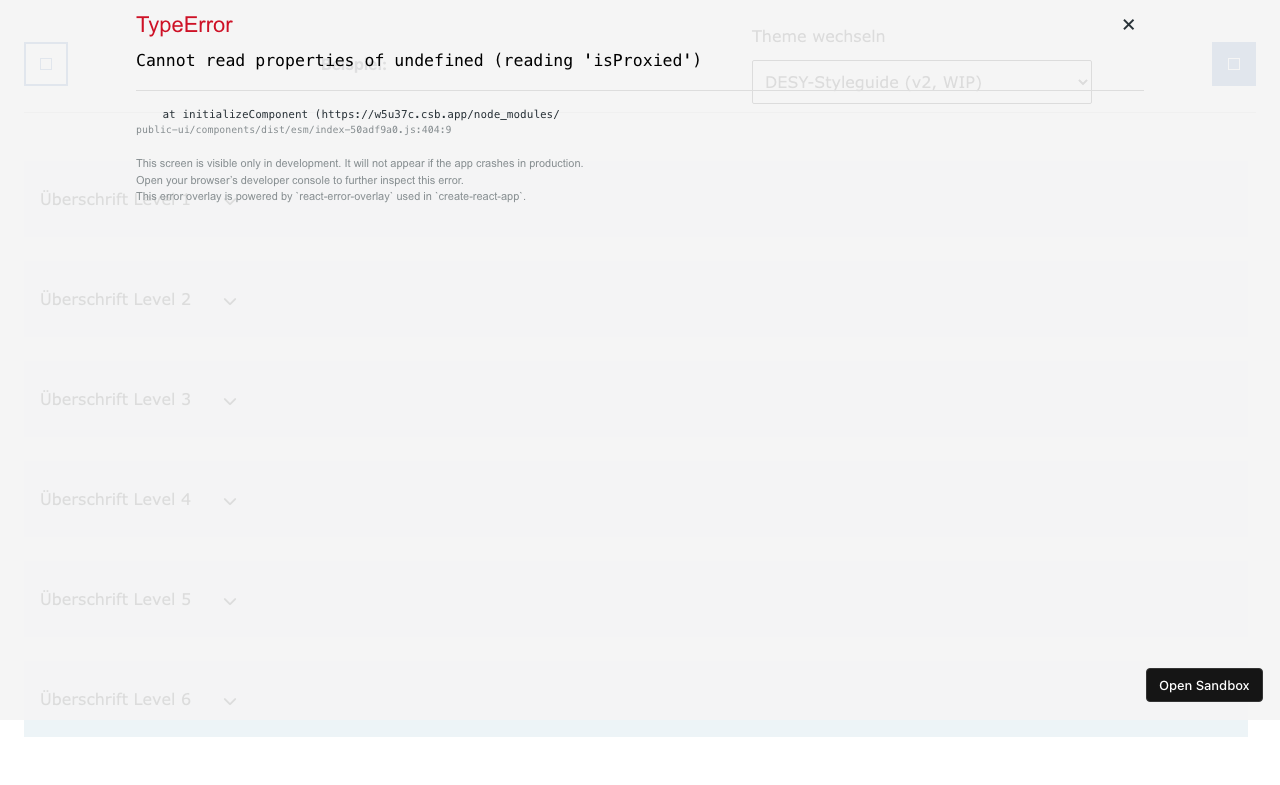 TypeError
×
Theme wechseln
Cannot read properties of undefined (reading 'isProxied')
Beispiel:
DESY-Styleguide (v2, WIP)
at initializeComponent (https://w5u37c.csb.app/node_modules/
public-ui/components/dist/esm/index-50adf9a0.js:404:9
This screen is visible only in development. It will not appear if the app crashes in production.
Open your browser's developer console to further inspect this error.
This error overlay is powered by `react-error-overlay` used in `create-react-app`.
Überschrift Level 1
Überschrift Level 2
Überschrift Level 3
Überschrift Level 4
Überschrift Level 5
Überschrift Level 6
Open Sandbox